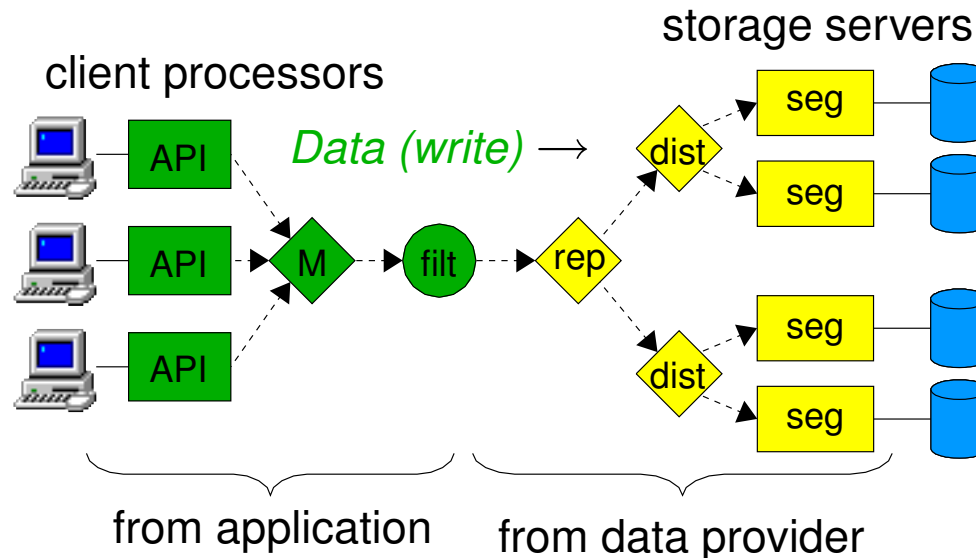 storage servers
client processors
seg
API
Data (write) →
dist
seg
API
M
filt
rep
seg
API
dist
seg
from application
from data provider